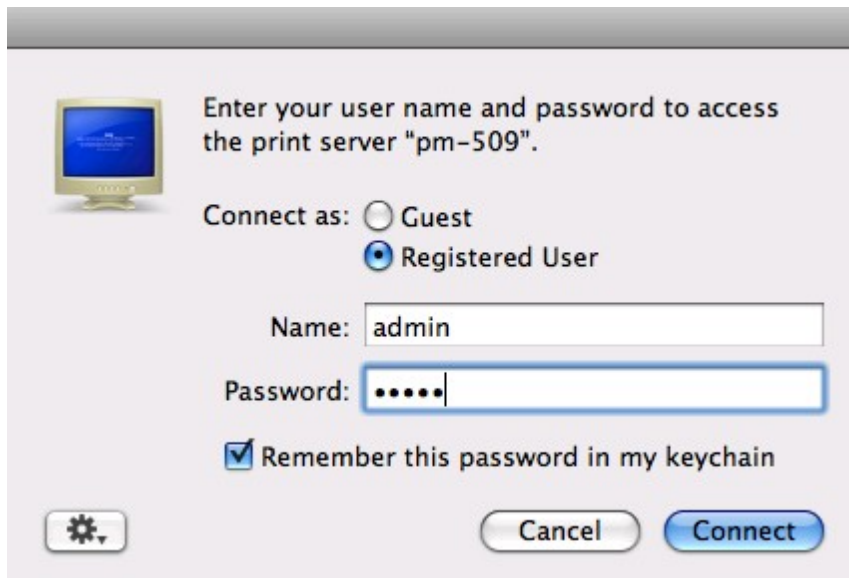 Enter your user name and password to access
the print server “pm-509”.
Connect as: Guest
Registered User
Name: admin
Password: •••••
Remember this password in my keychain
Cancel Connect